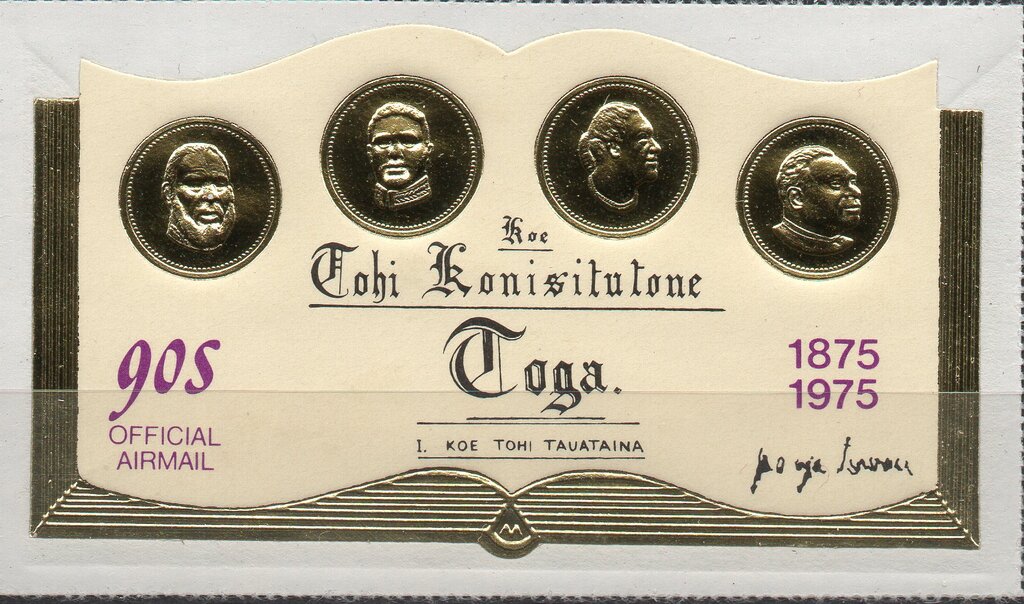 Koe
Tohi Konisitutone
Toga.
I. KOE TOHI TAUATAINA
90s
OFFICIAL
AIRMAIL
1875
1975